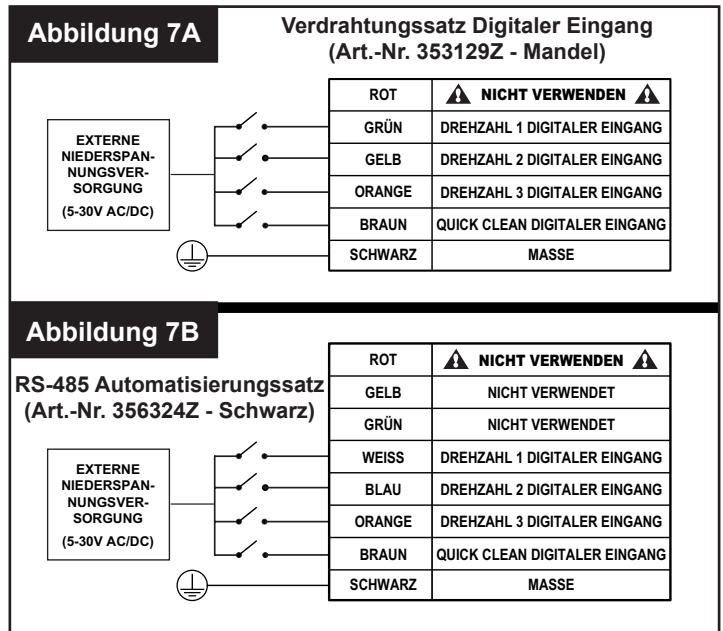 Abbildung 7A
Verdrahtungssatz Digitaler Eingang
(Art.-Nr. 353129Z - Mandel)
EXTERNE
NIEDERSPAN-
NUNGSVER-
SORGUNG
(5-30V AC/DC)
ROT NICHT VERWENDEN
GRÜN DREHZAHL 1 DIGITALER EINGANG
GELB DREHZAHL 2 DIGITALER EINGANG
ORANGE DREHZAHL 3 DIGITALER EINGANG
BRAUN QUICK CLEAN DIGITALER EINGANG
SCHWARZ MASSE
Abbildung 7B
RS-485 Automatisierungssatz
(Art.-Nr. 356324Z - Schwarz)
EXTERNE
NIEDERSPAN-
NUNGSVER-
SORGUNG
(5-30V AC/DC)
ROT NICHT VERWENDEN
GELB NICHT VERWENDET
GRÜN NICHT VERWENDET
WEISS DREHZAHL 1 DIGITALER EINGANG
BLAU DREHZAHL 2 DIGITALER EINGANG
ORANGE DREHZAHL 3 DIGITALER EINGANG
BRAUN QUICK CLEAN DIGITALER EINGANG
SCHWARZ MASSE